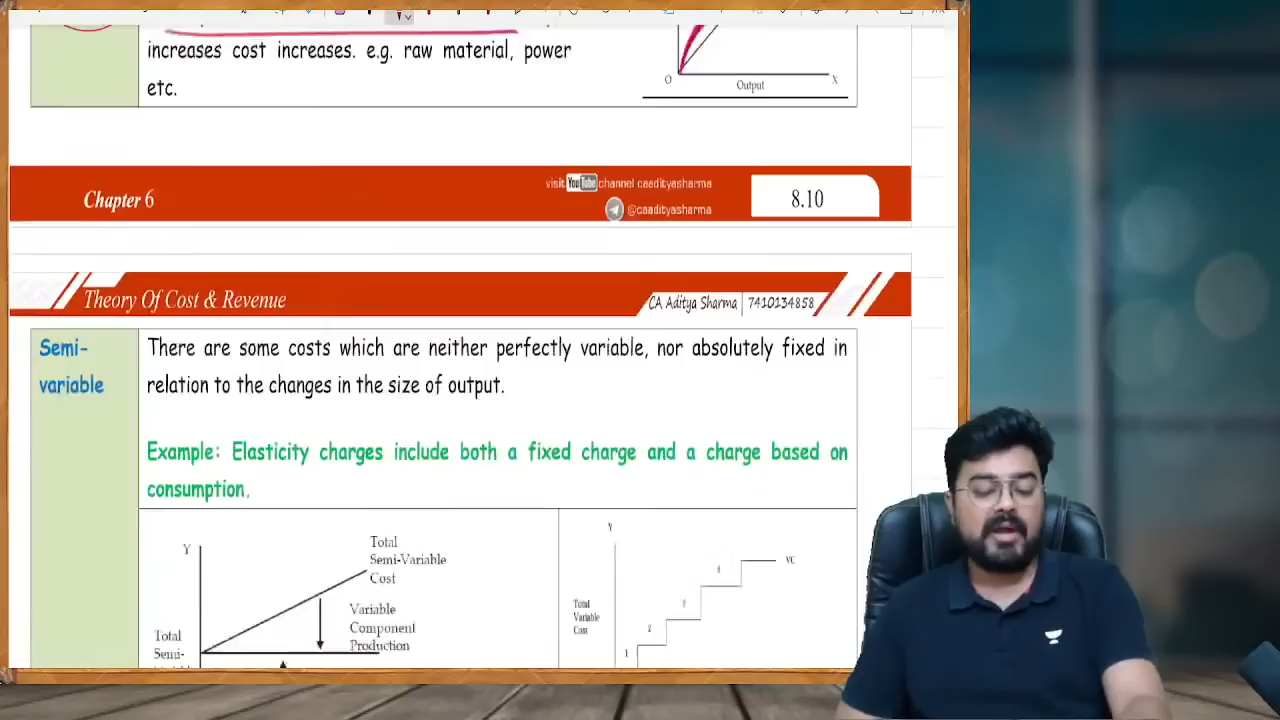 increases cost increases. e.g. raw material, power
etc.
O
Output
X
Chapter 6
visit YouTube channel caadityasharma
@caadityasharma
8.10
Theory Of Cost & Revenue
CA Aditya Sharma | 7410134858
Semi-
variable
There are some costs which are neither perfectly variable, nor absolutely fixed in
relation to the changes in the size of output.
Example: Elasticity charges include both a fixed charge and a charge based on
consumption.
Y
Total
Semi-Variable
Cost
Variable
Component
Production
Total
Semi-
Y
VC
Total
Variable
Cost
2
1